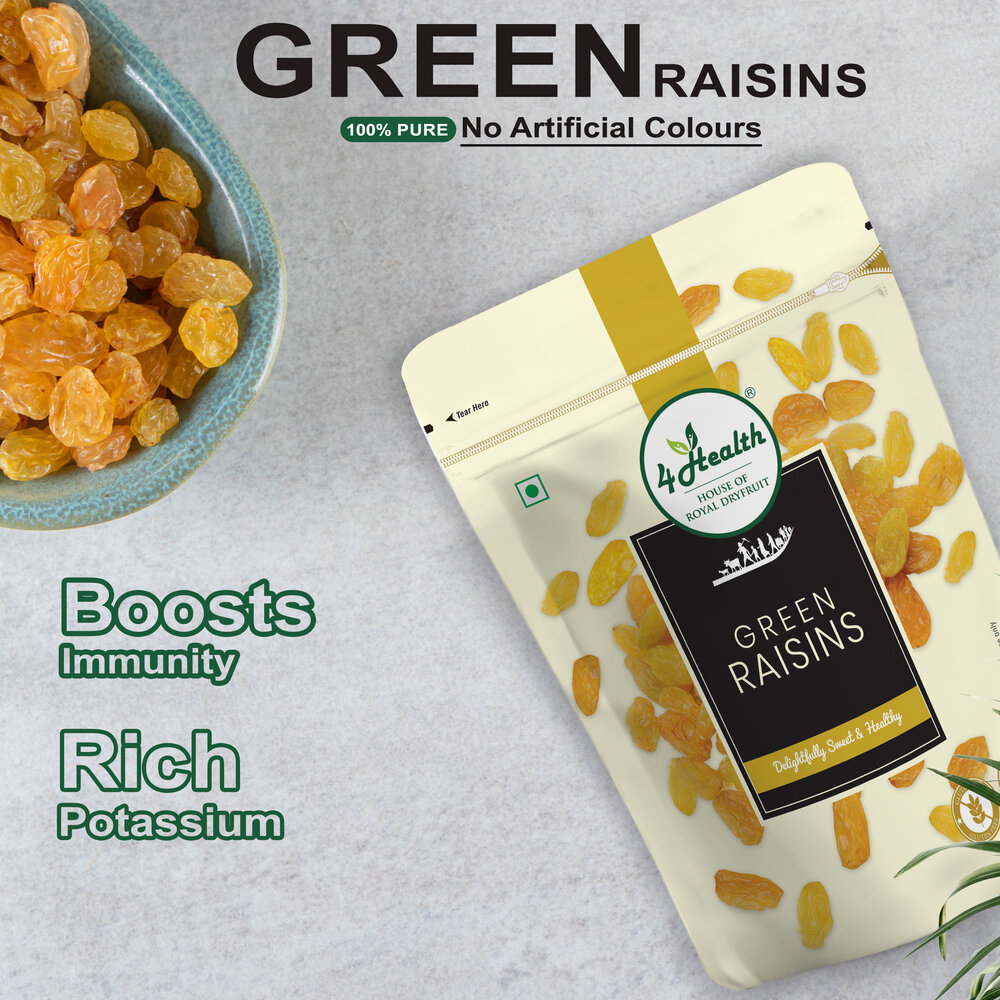 GREEN RAISINS
100% PURE No Artificial Colours
Tear Here
4Health
®
HOUSE OF
ROYAL DRYFRUIT
GREEN
RAISINS
Delightfully Sweet & Healthy
Boosts
Immunity
Rich
Potassium